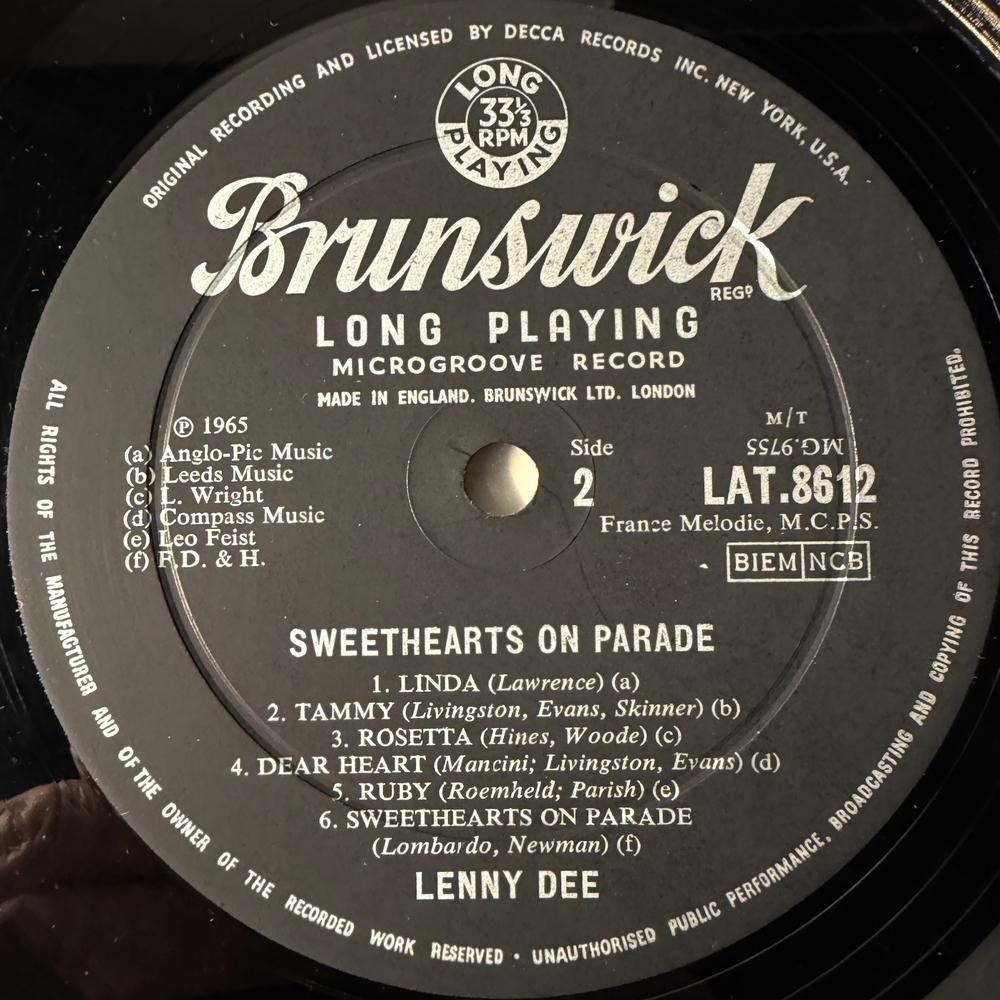 ORIGINAL RECORDING AND LICENSED BY DECCA RECORDS INC. NEW YORK, U.S.A.
LONG
33⅓
RPM
PLAYING
Brunswick
REGD
LONG PLAYING
MICROGROOVE RECORD
MADE IN ENGLAND. BRUNSWICK LTD. LONDON
℗ 1965
(a) Anglo-Pic Music
(b) Leeds Music
(c) L. Wright
(d) Compass Music
(e) Leo Feist
(f) F.D. & H.
Side
2
M/T
MG.9755
LAT.8612
France Melodie, M.C.P.S.
BIEM NCB
SWEETHEARTS ON PARADE
1. LINDA (Lawrence) (a)
2. TAMMY (Livingston, Evans, Skinner) (b)
3. ROSETTA (Hines, Woode) (c)
4. DEAR HEART (Mancini; Livingston, Evans) (d)
5. RUBY (Roemheld; Parish) (e)
6. SWEETHEARTS ON PARADE
(Lombardo, Newman) (f)
LENNY DEE
ALL RIGHTS OF THE MANUFACTURER AND OF THE OWNER OF THE RECORDED WORK RESERVED · UNAUTHORISED PUBLIC PERFORMANCE, BROADCASTING AND COPYING OF THIS RECORD PROHIBITED.